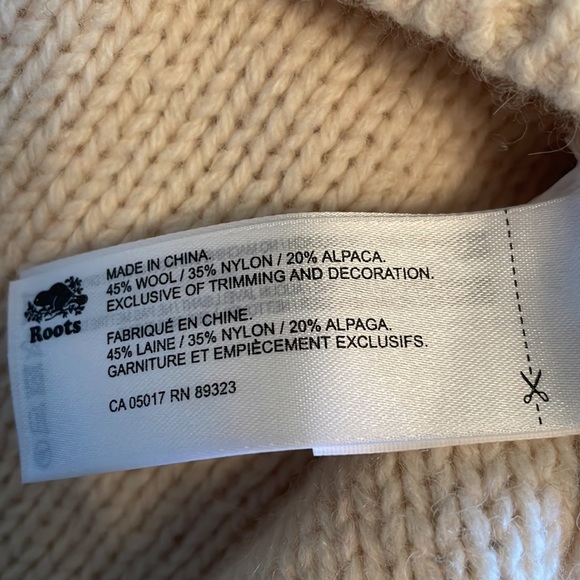 MADE IN CHINA.
45% WOOL / 35% NYLON / 20% ALPACA.
EXCLUSIVE OF TRIMMING AND DECORATION.
Roots
FABRIQUÉ EN CHINE.
45% LAINE / 35% NYLON / 20% ALPAGA.
GARNITURE ET EMPIÈCEMENT EXCLUSIFS.
CA 05017 RN 89323